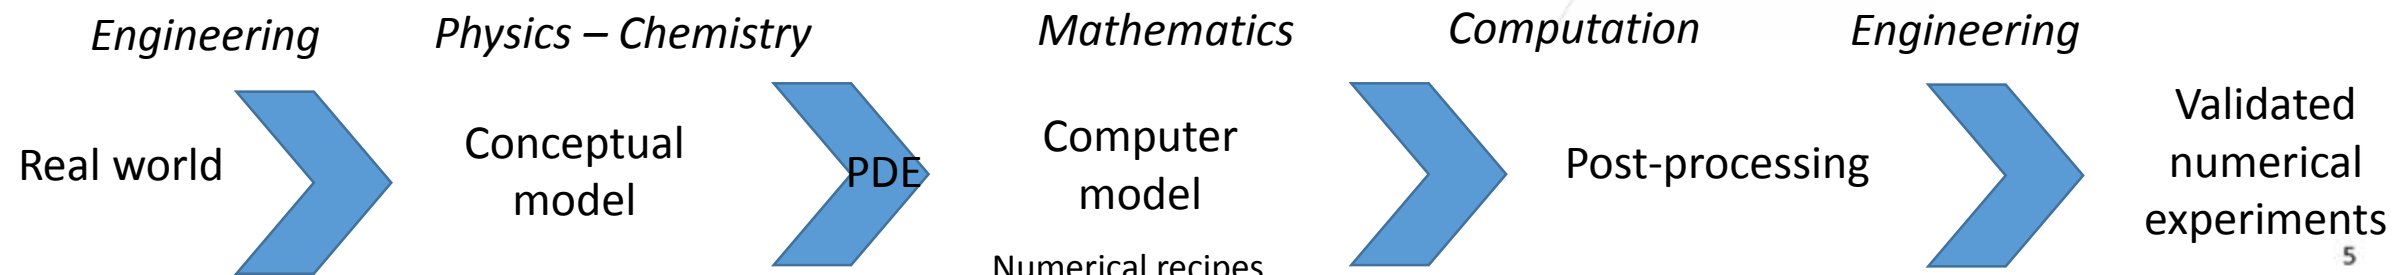 Engineering
Physics – Chemistry
Mathematics
Computation
Engineering
Real world
Conceptual
model
PDE
Computer
model
Numerical recipes
Post-processing
Validated
numerical
experiments
5